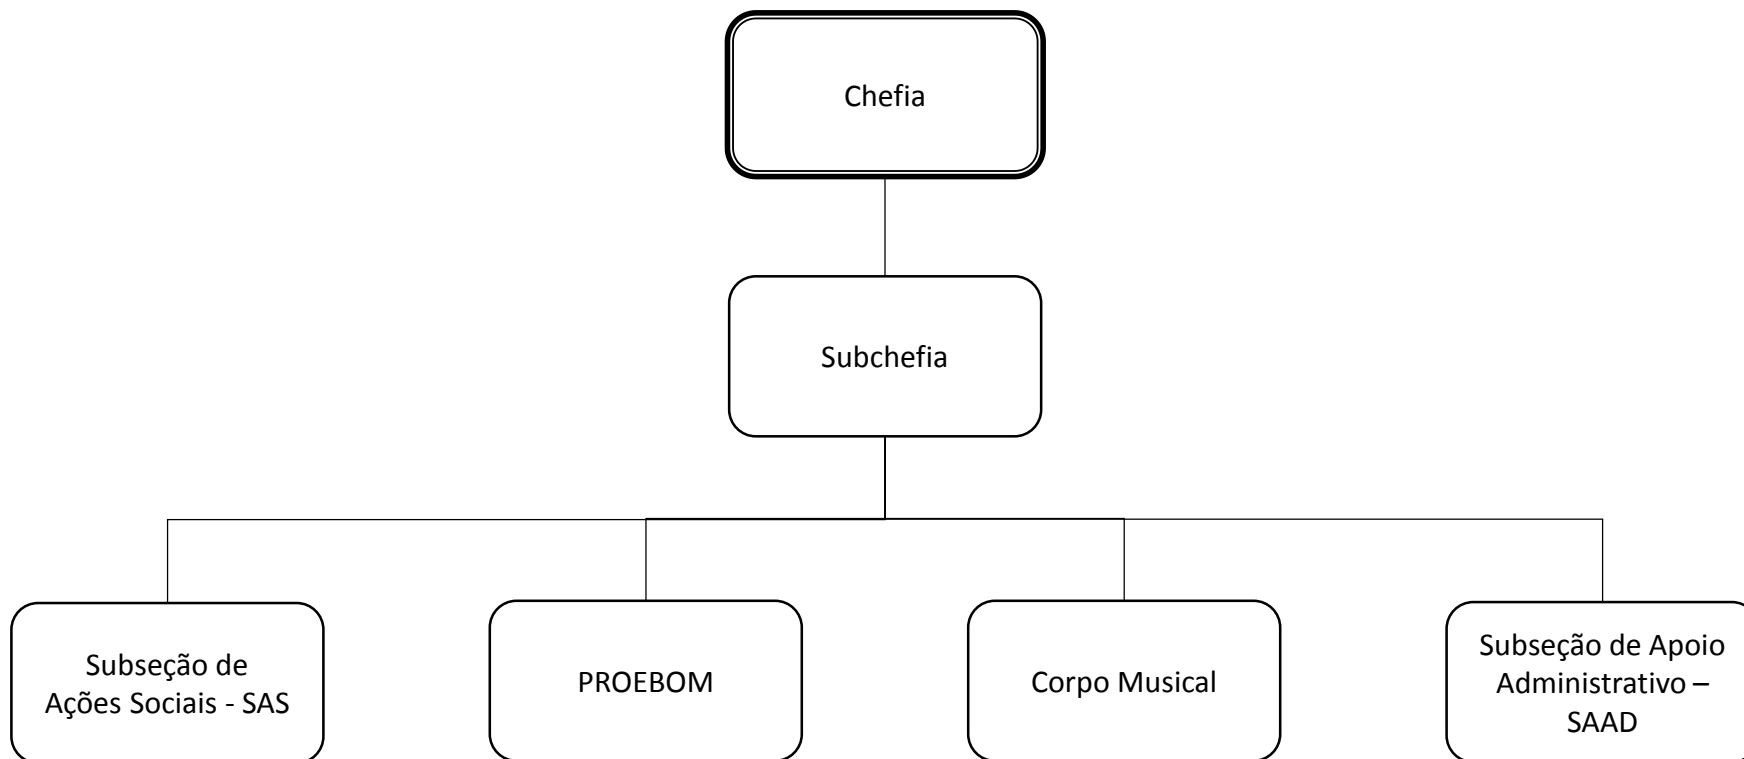 Chefia
Subchefia
Subseção de
Ações Sociais - SAS
PROEBOM
Corpo Musical
Subseção de Apoio
Administrativo –
SAAD